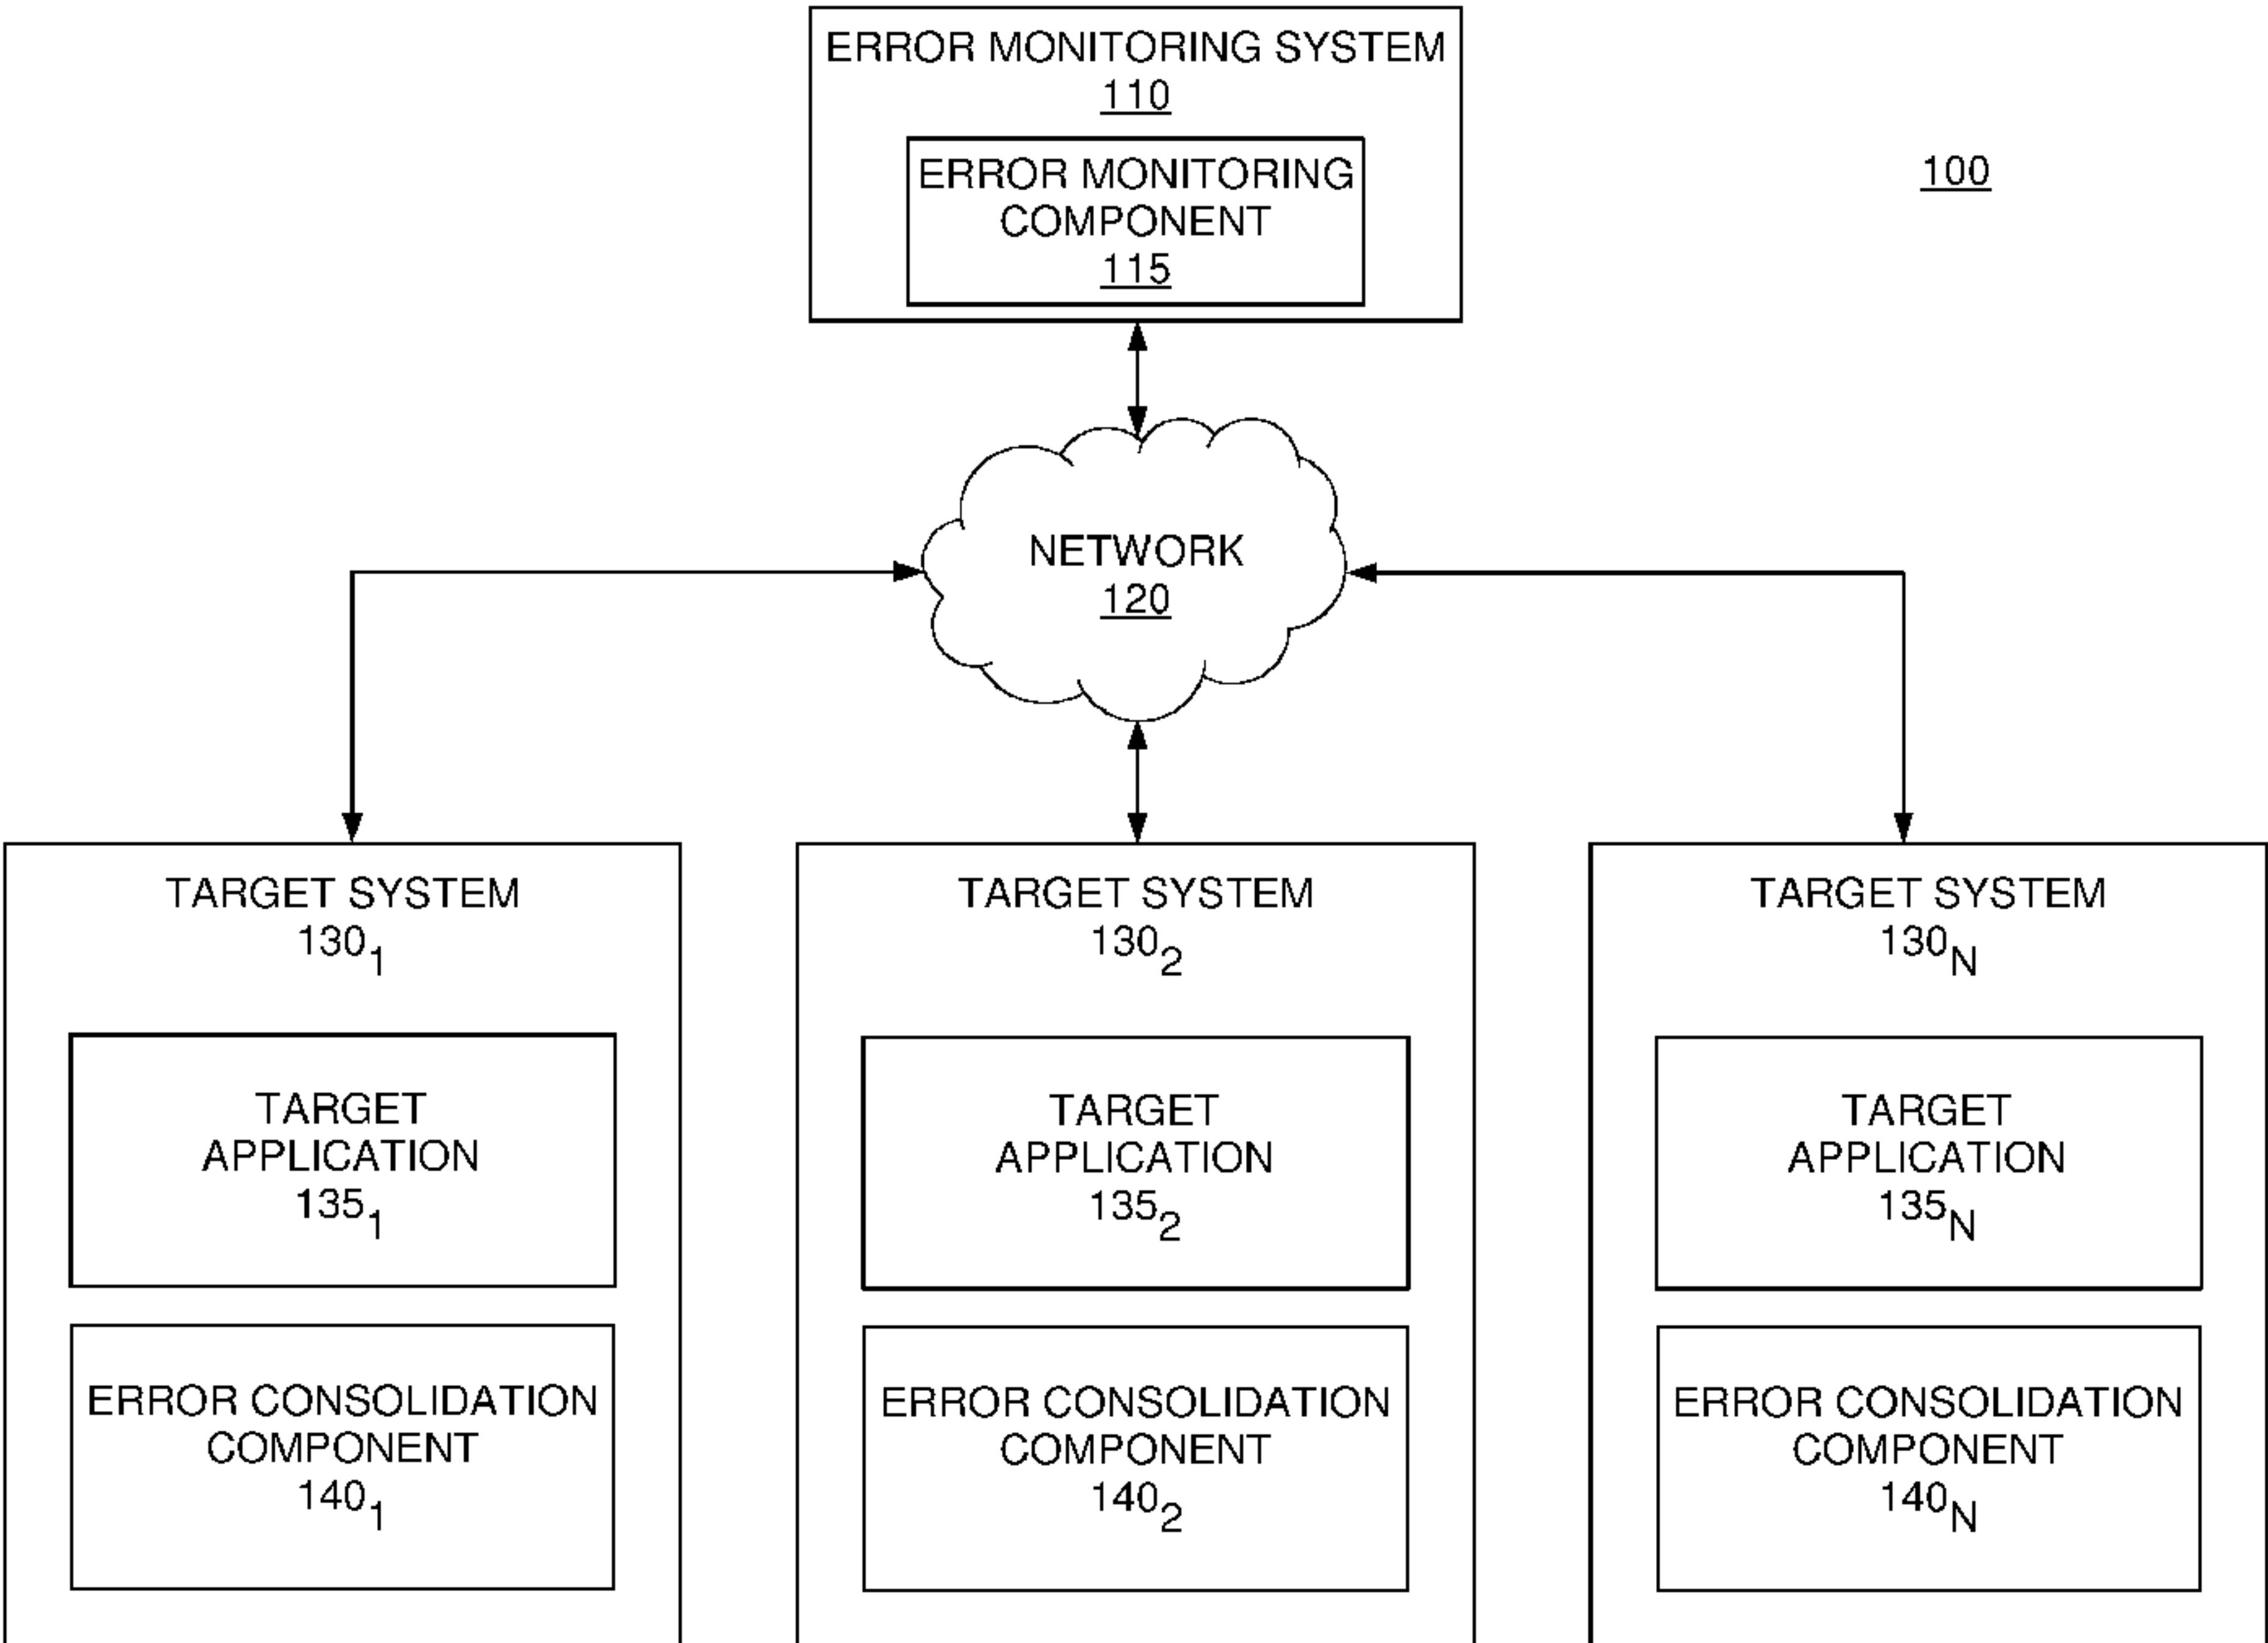 ERROR MONITORING SYSTEM
110
ERROR MONITORING
COMPONENT
115
100
NETWORK
120
TARGET SYSTEM
130₁
TARGET
APPLICATION
135₁
ERROR CONSOLIDATION
COMPONENT
140₁
TARGET SYSTEM
130₂
TARGET
APPLICATION
135₂
ERROR CONSOLIDATION
COMPONENT
140₂
TARGET SYSTEM
130N
TARGET
APPLICATION
135N
ERROR CONSOLIDATION
COMPONENT
140N